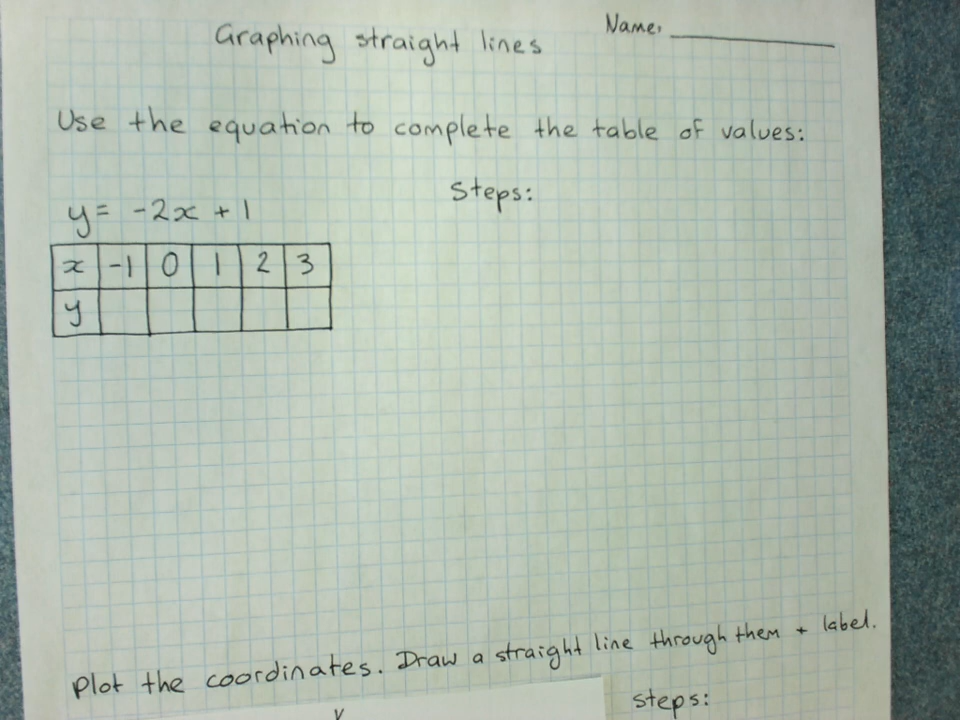 Graphing straight lines
Name:
Use the equation to complete the table of values:
Steps:
y = -2x + 1
x -1 0 1 2 3
y
Plot the coordinates. Draw a straight line through them + label.
Steps:
y